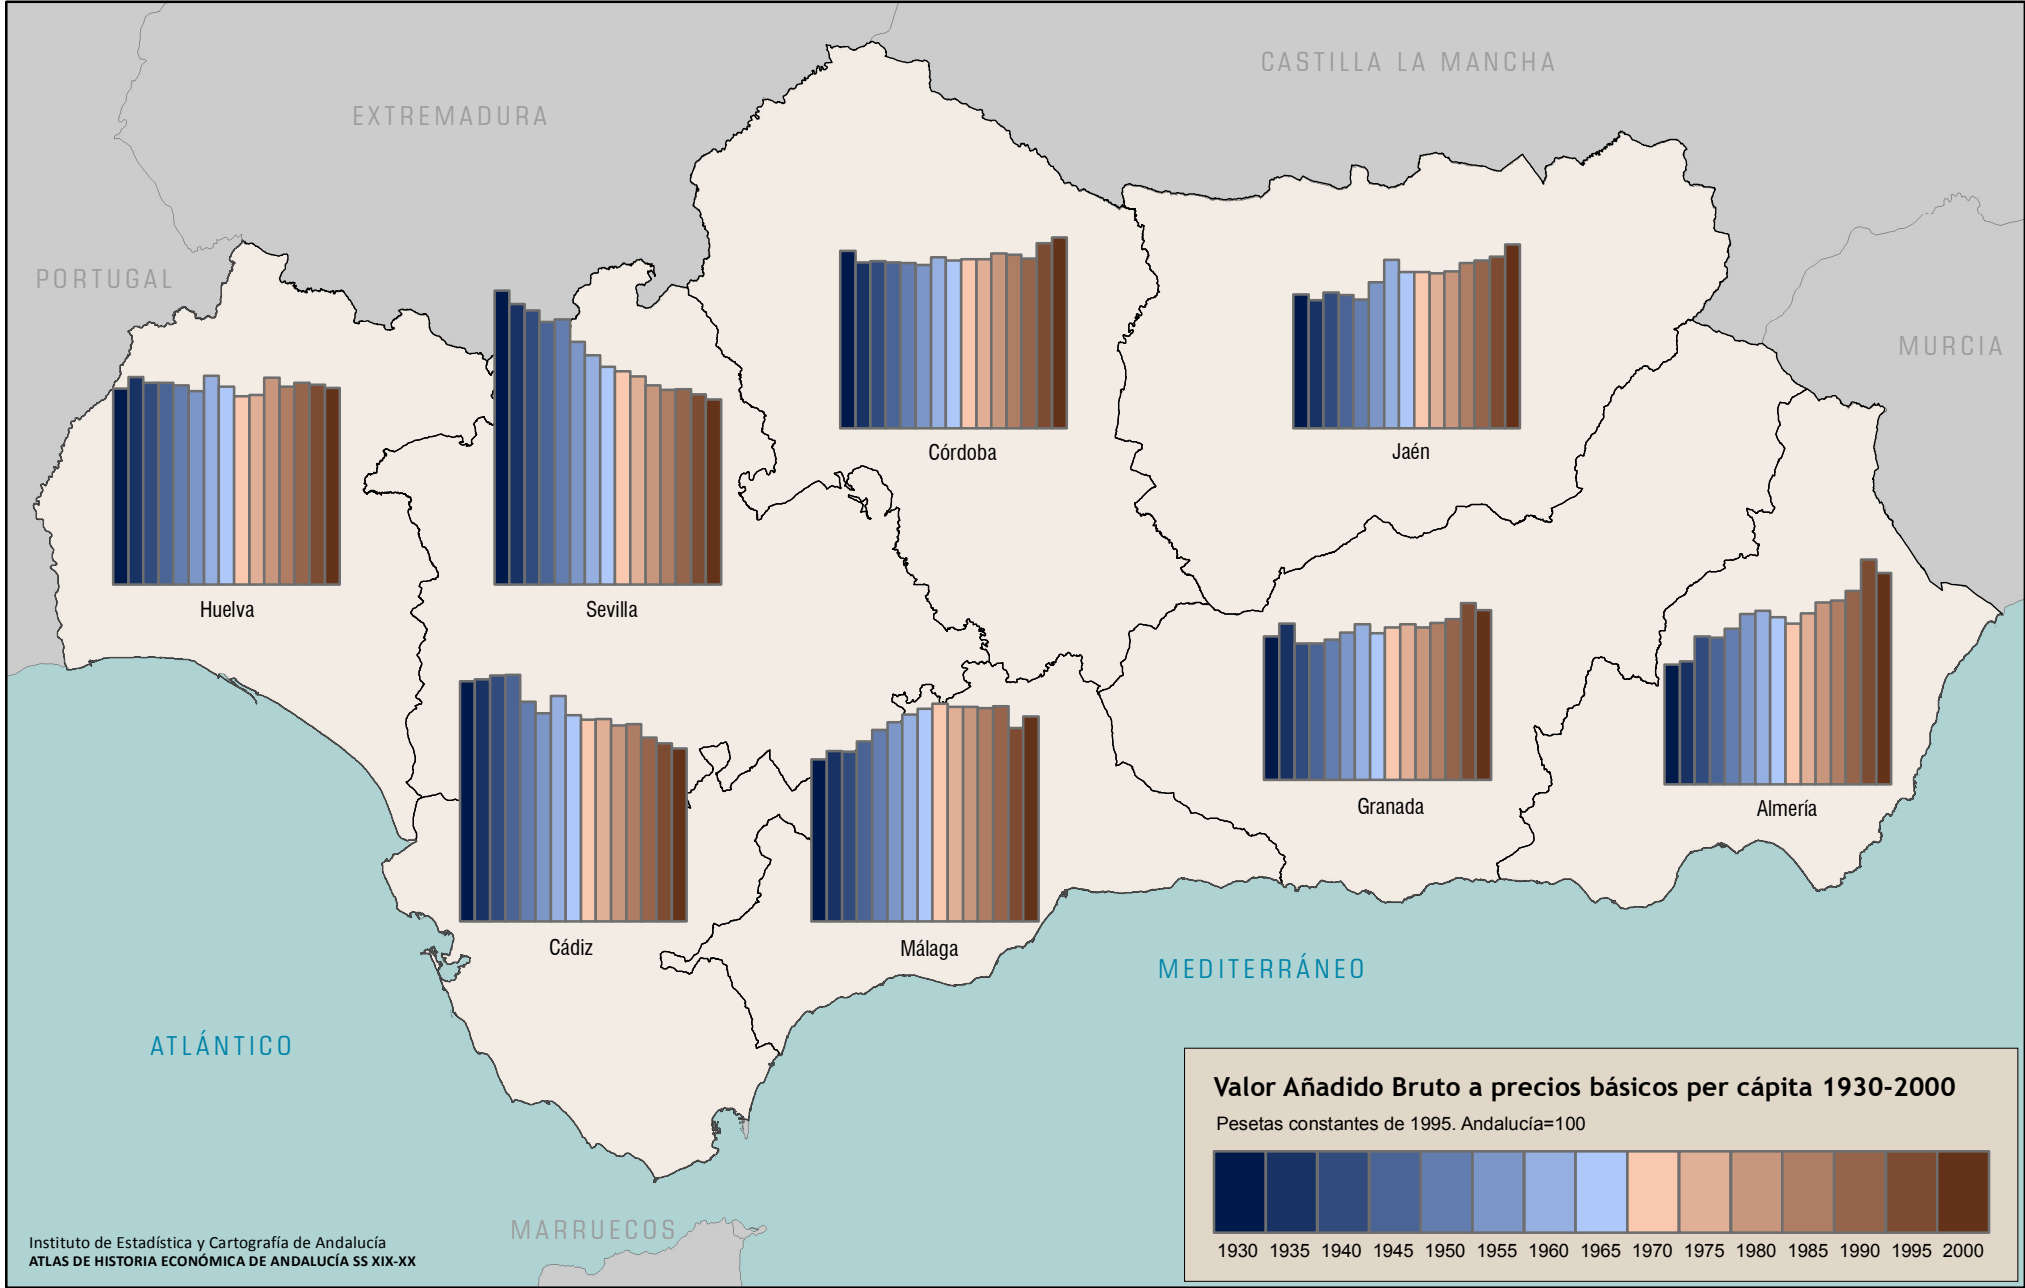 CASTILLA LA MANCHA
EXTREMADURA
PORTUGAL
MURCIA
Córdoba
Jaén
Huelva
Sevilla
Granada
Almería
Cádiz
Málaga
MEDITERRÁNEO
ATLÁNTICO
MARRUECOS
Valor Añadido Bruto a precios básicos per cápita 1930-2000
Pesetas constantes de 1995. Andalucía=100
1930 1935 1940 1945 1950 1955 1960 1965 1970 1975 1980 1985 1990 1995 2000
Instituto de Estadística y Cartografía de Andalucía
ATLAS DE HISTORIA ECONÓMICA DE ANDALUCÍA SS XIX-XX